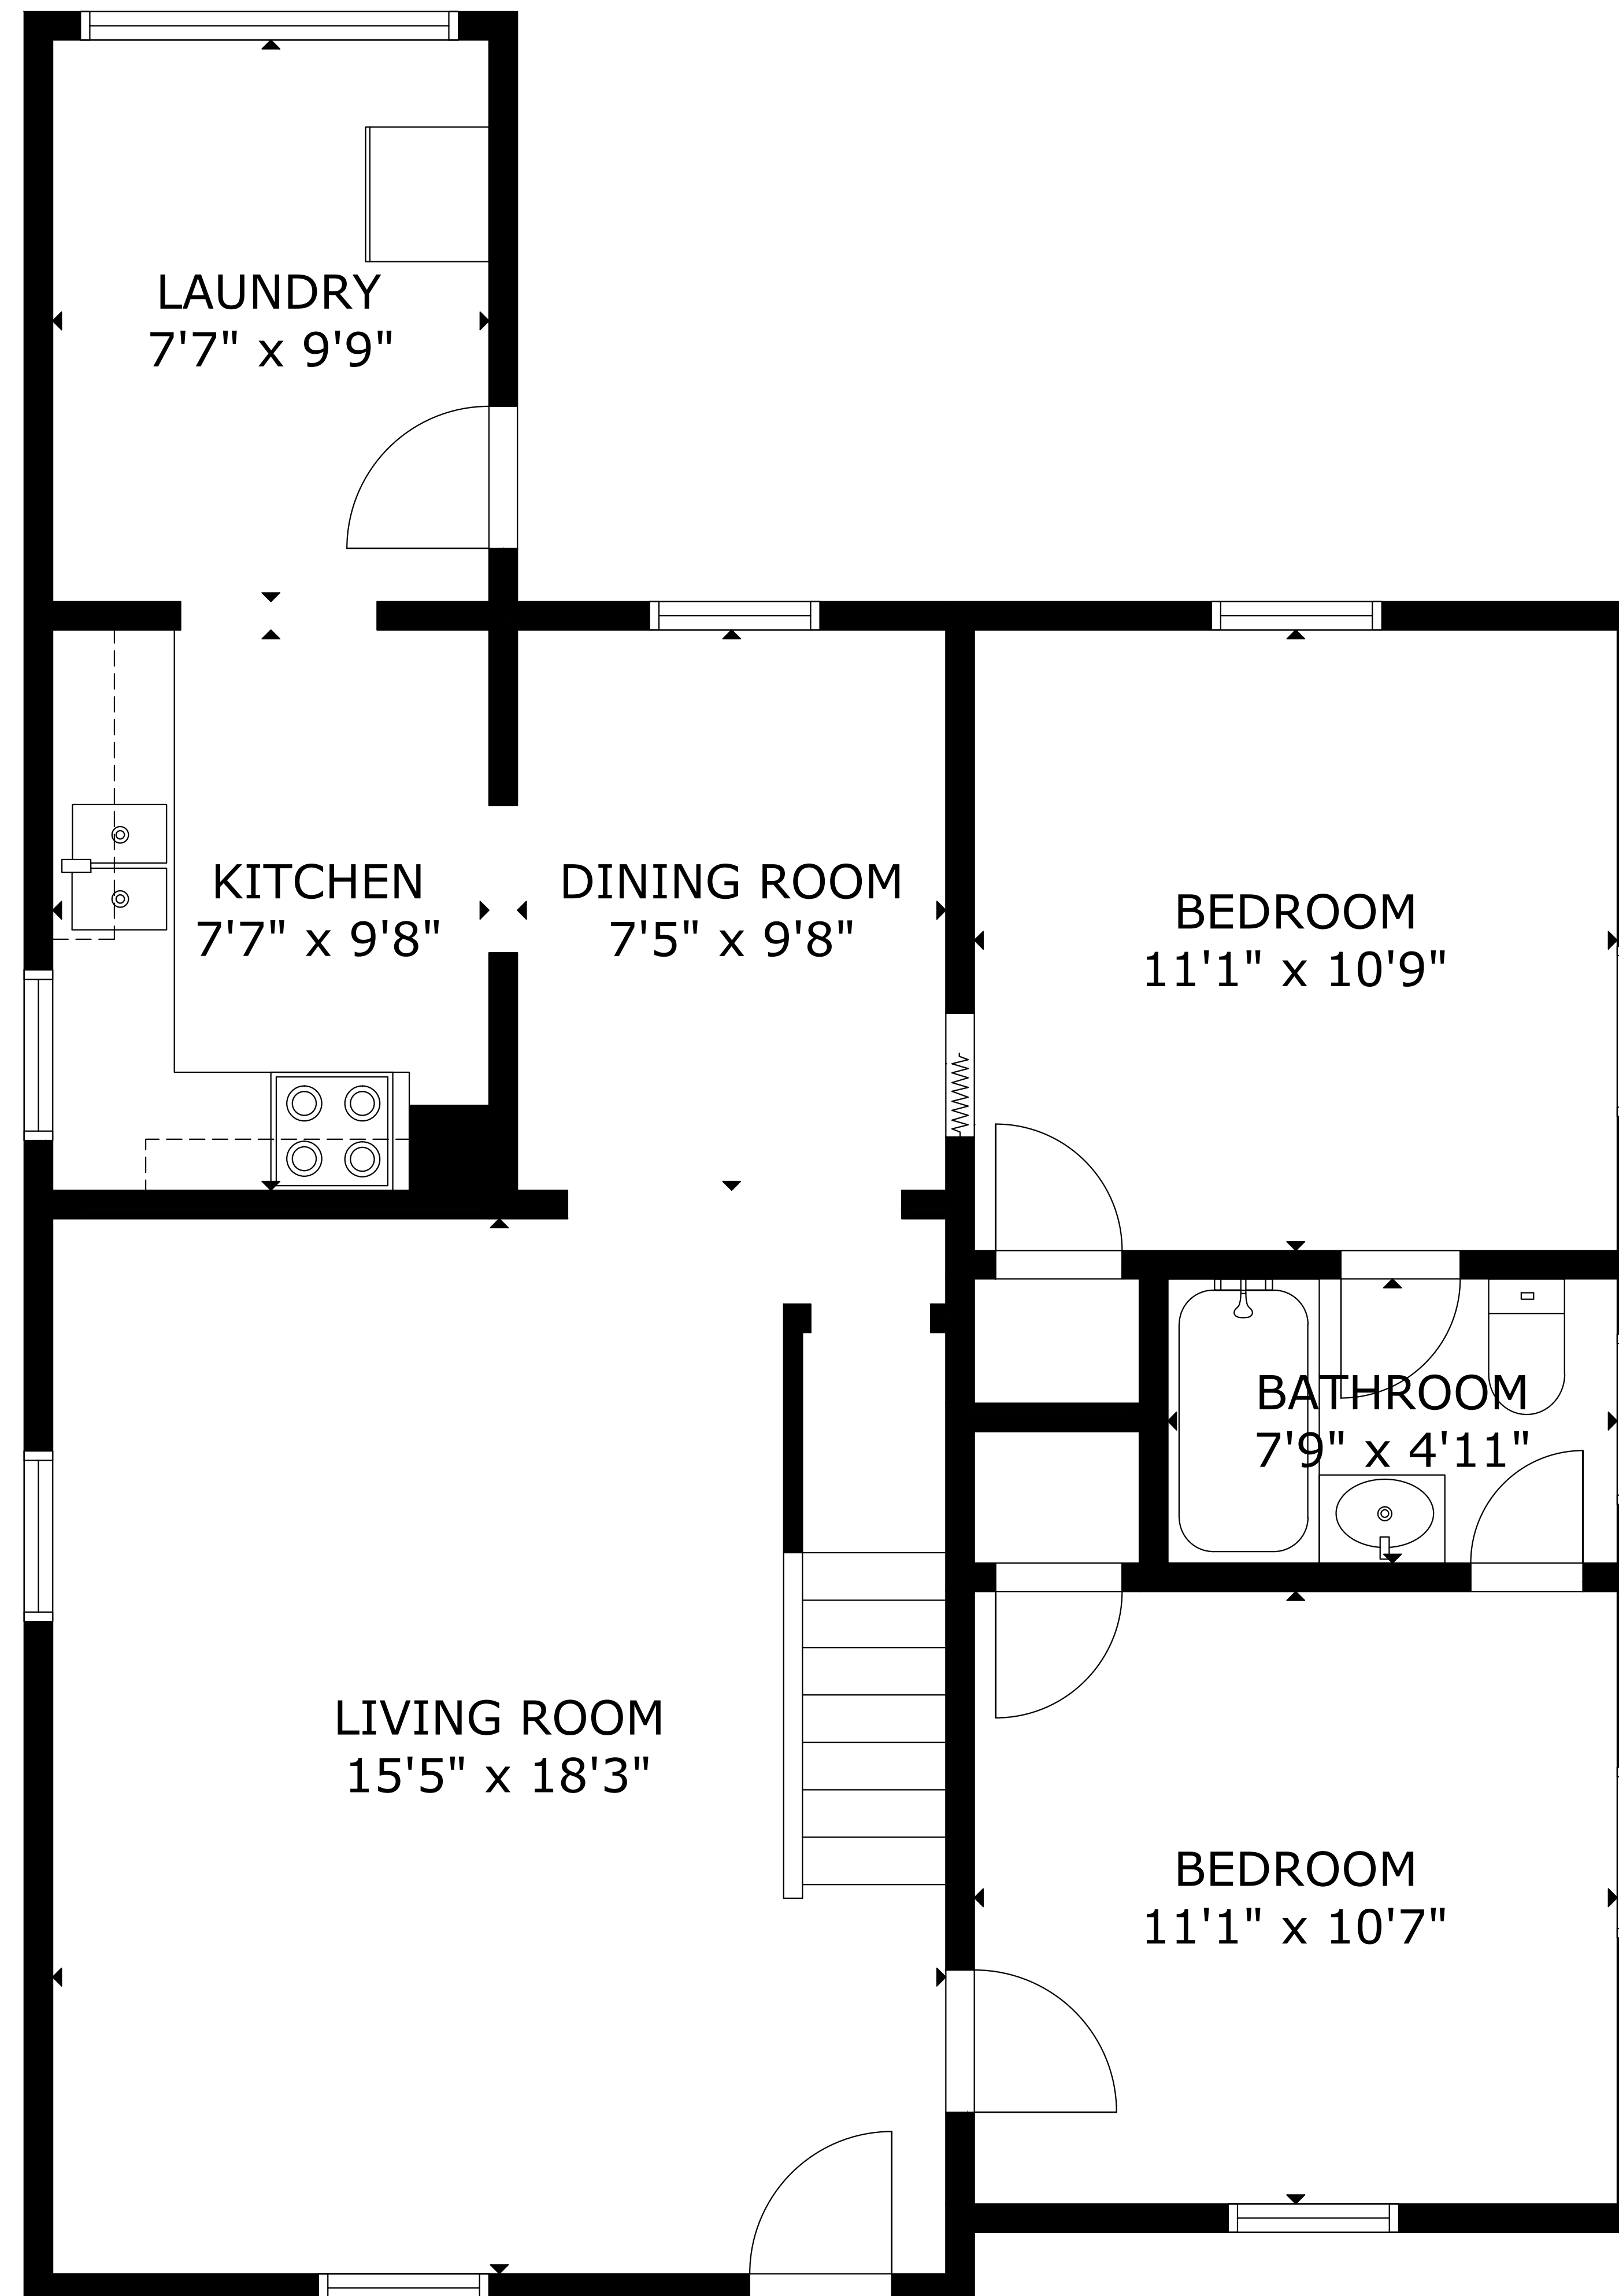 LAUNDRY
7'7" x 9'9"
KITCHEN
7'7" x 9'8"
DINING ROOM
7'5" x 9'8"
BEDROOM
11'1" x 10'9"
BATHROOM
7'9" x 4'11"
LIVING ROOM
15'5" x 18'3"
BEDROOM
11'1" x 10'7"